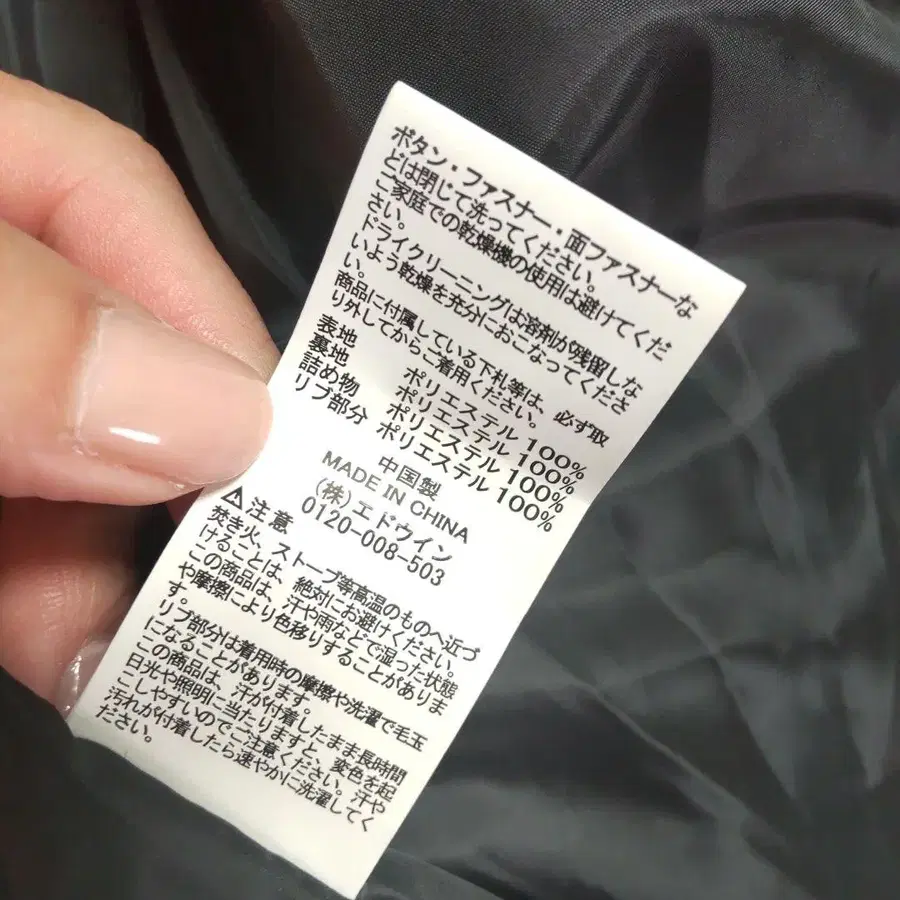 ボタン・ファスナー・面ファスナーな
どは閉じて洗ってください。
ご家庭での乾燥機の使用は避けてくだ
さい。
ドライクリーニングは溶剤が残留しな
いよう乾燥を充分におこなってくださ
い。
商品に付属している下札等は、必ず取
り外してからご着用ください。
表地 ポリエステル 100%
裏地 ポリエステル 100%
詰め物 ポリエステル 100%
リブ部分 ポリエステル 100%
中国製
MADE IN CHINA
(株)エドウイン
0120-008-503
⚠注意
焚き火、ストーブ等高温のものへ近づ
けることは、絶対にお避けください。
この商品は、汗や雨などで湿った状態
や摩擦により色移りすることがありま
す。
リブ部分は着用時の摩擦や洗濯で毛玉
になることがあります。
この商品は、汗が付着したまま長時間
日光や照明に当たりますと、変色を起
こしやすいのでご注意ください。汗や
汚れが付着したら速やかに洗濯してく
ださい。